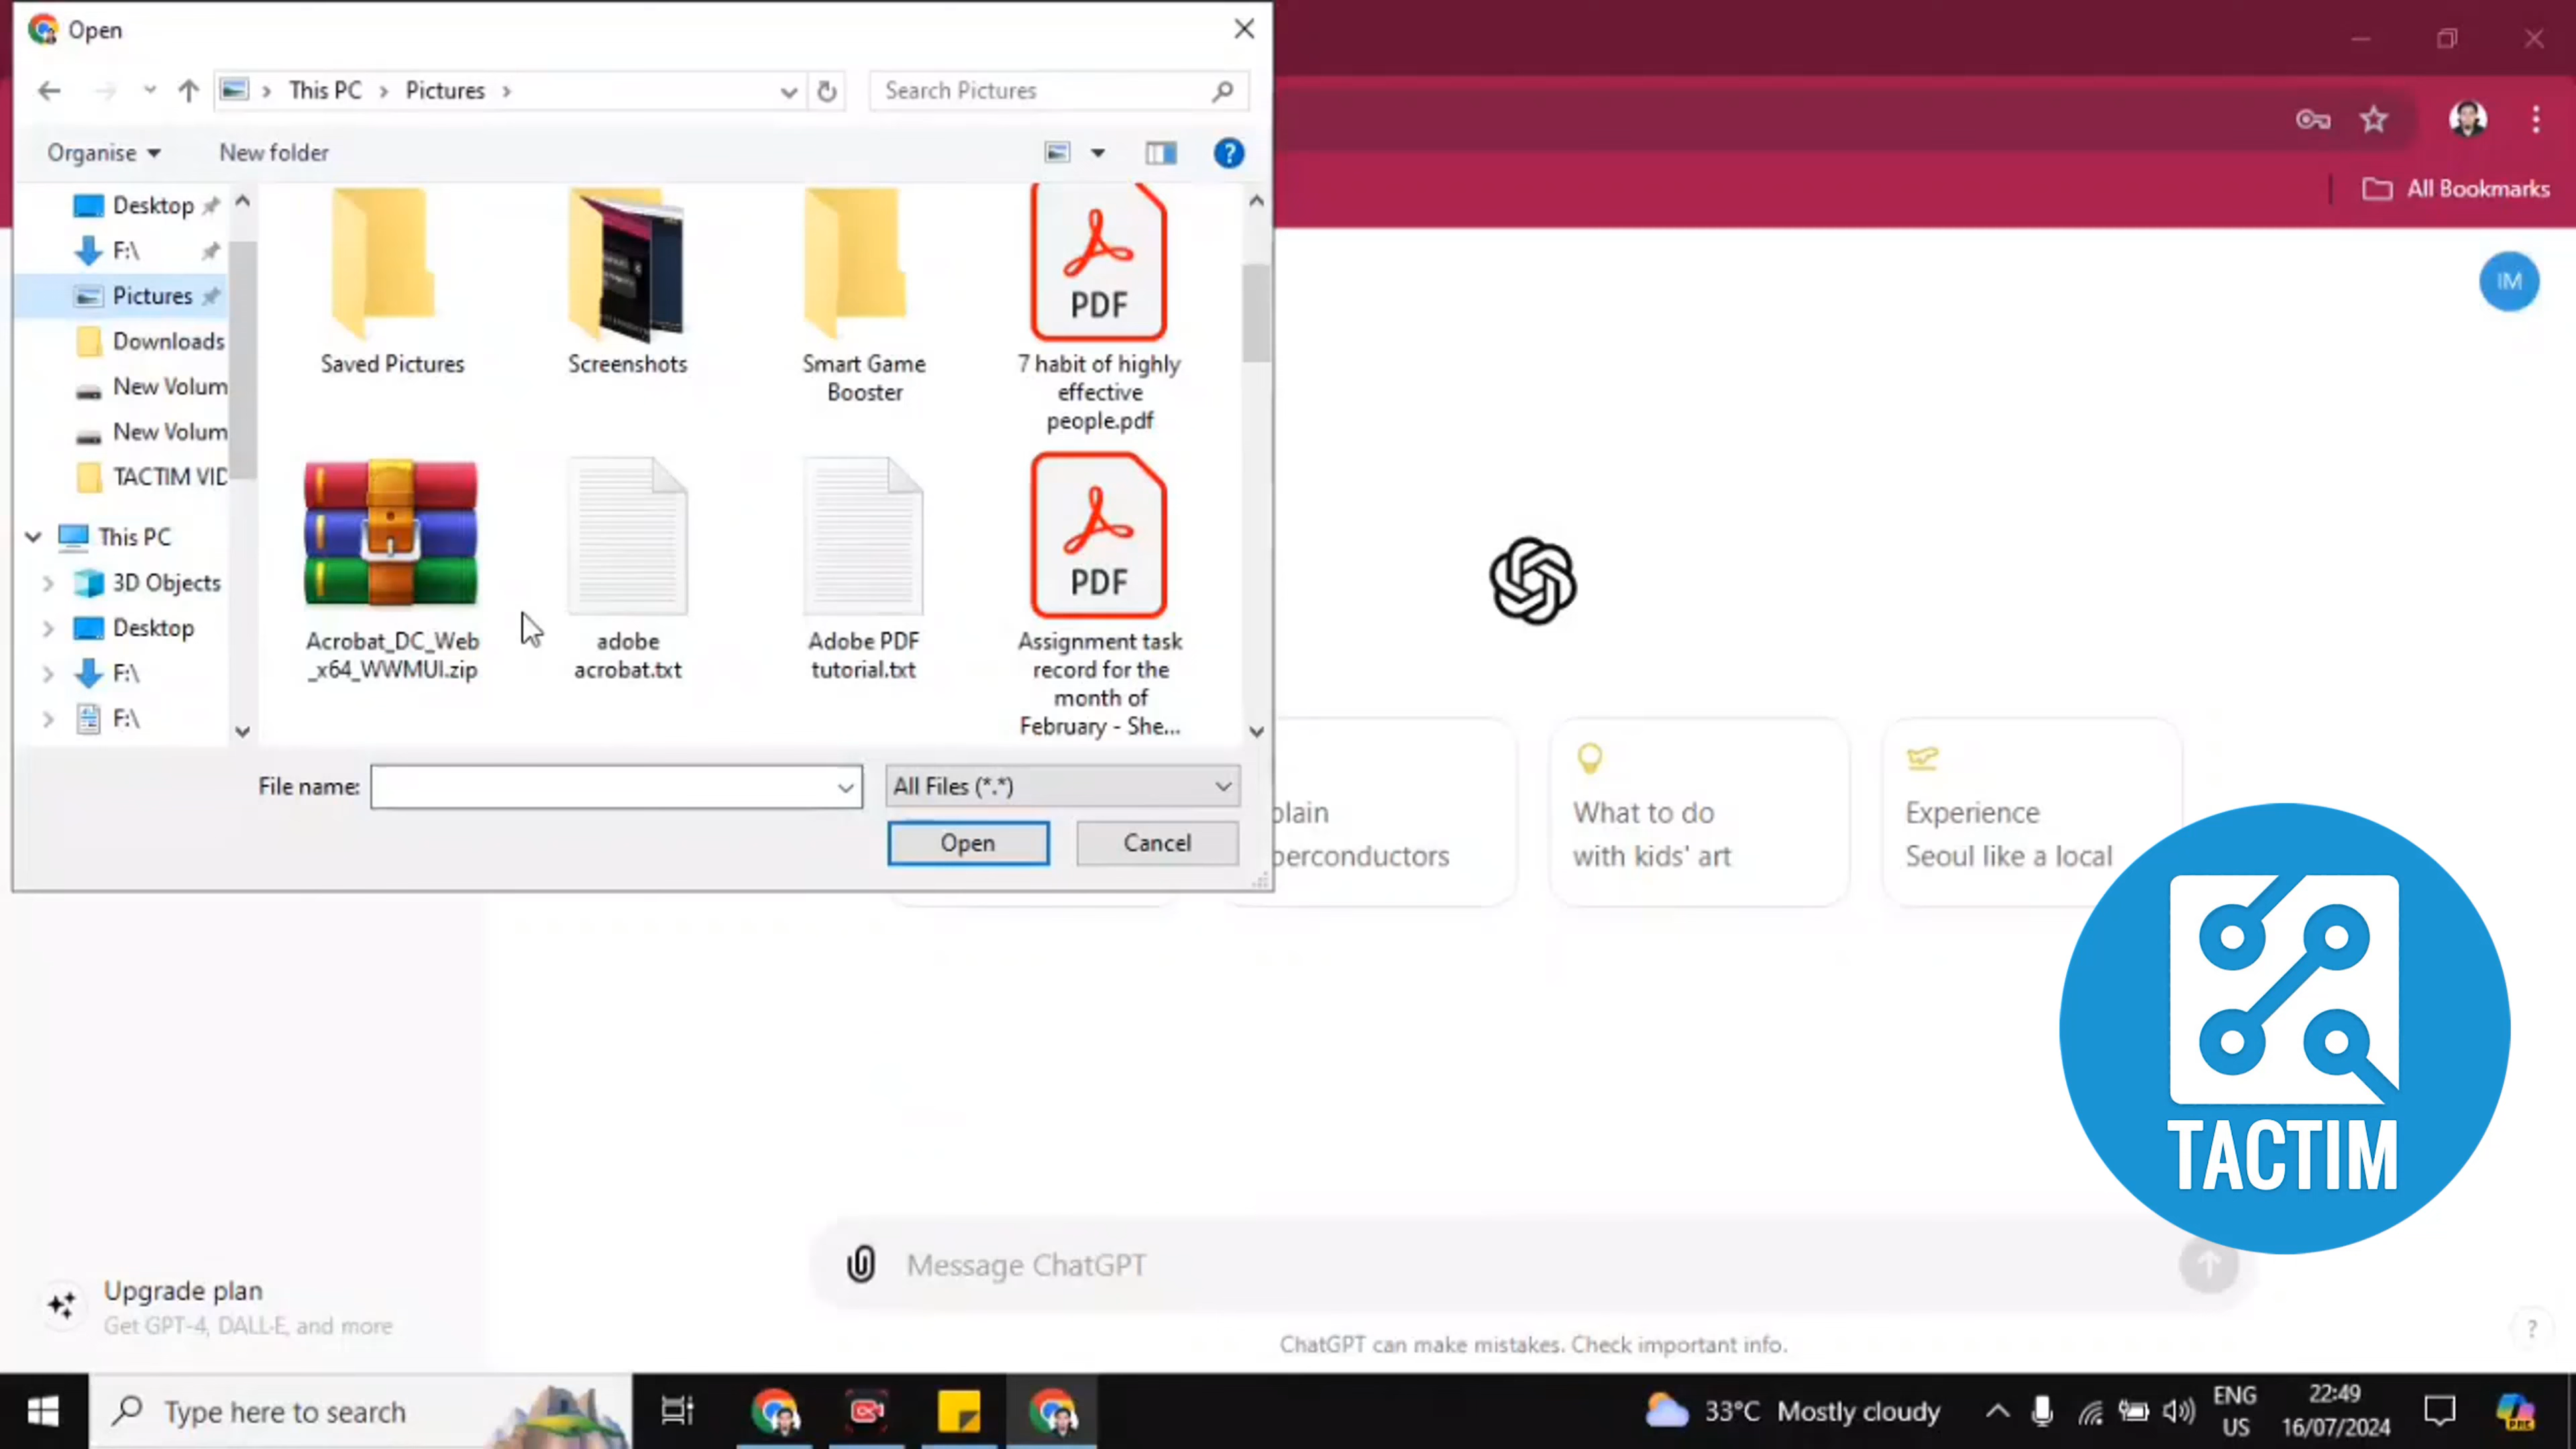 Open
This PC
Pictures
Search Pictures
Organise
New folder
All Bookmarks
Desktop
F:\
Pictures
Downloads
New Volum
New Volum
TACTIM VID
This PC
3D Objects
Desktop
F:\
F:\
Saved Pictures
Screenshots
Smart Game
Booster
PDF
7 habit of highly
effective
people.pdf
Acrobat_DC_Web
_x64_WWMUI.zip
adobe
acrobat.txt
Adobe PDF
tutorial.txt
PDF
Assignment task
record for the
month of
February - She...
File name:
All Files (*.*)
Open
Cancel
IM
plain
perconductors
What to do
with kids' art
Experience
Seoul like a local
TACTIM
Message ChatGPT
Upgrade plan
Get GPT-4, DALL·E, and more
ChatGPT can make mistakes. Check important info.
?
Type here to search
33°C Mostly cloudy
ENG
US
22:49
16/07/2024
PRE